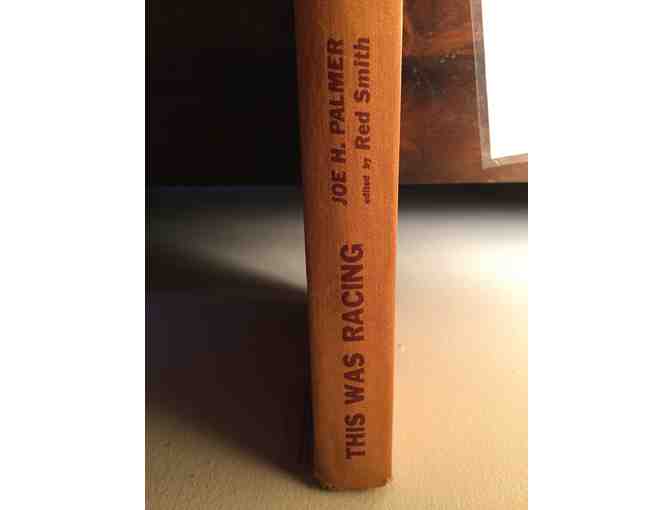 THIS WAS RACING
JOE H. PALMER
edited by Red Smith